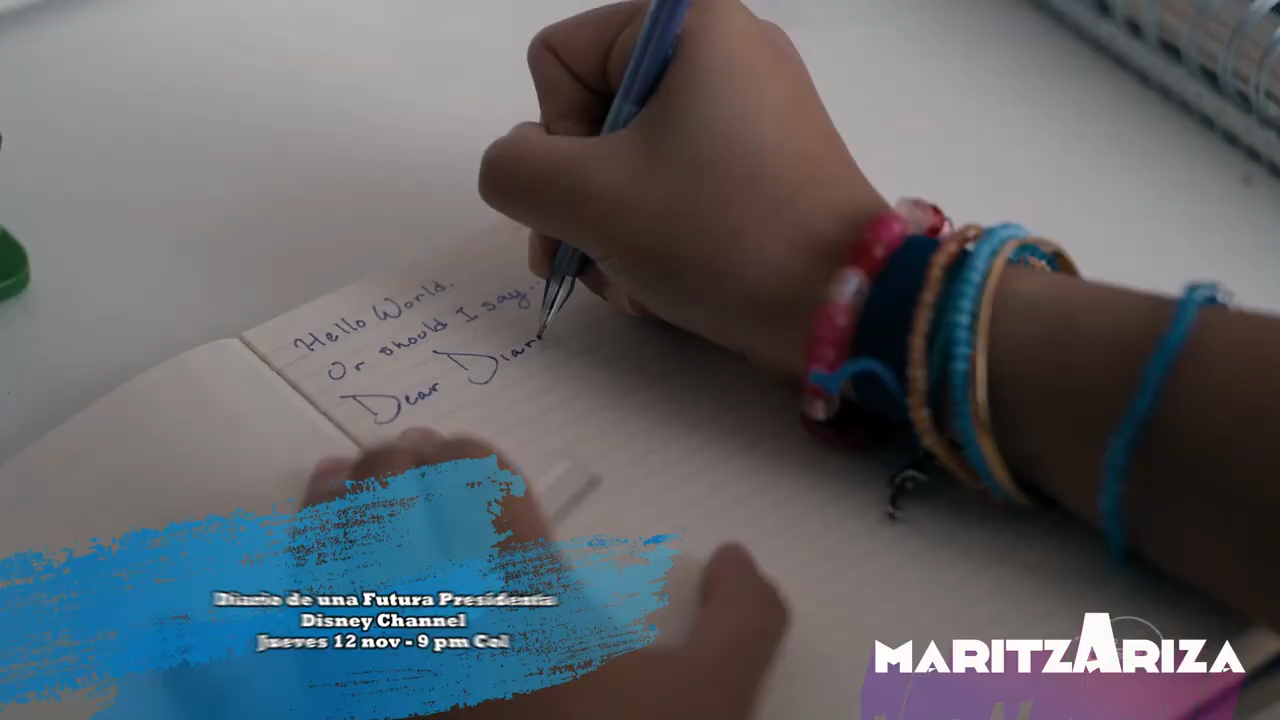 Hello World.
Or should I say...
Dear Diar
Diario de una Futura Presidenta
Disney Channel
Jueves 12 nov - 9 pm Col
MARITZARIZA